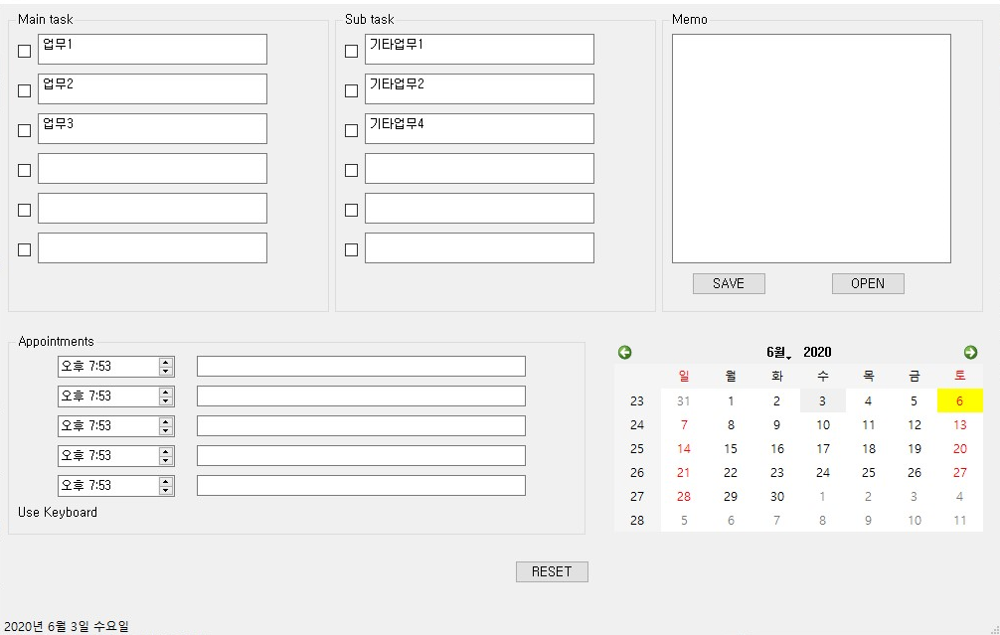 Main task
업무1
업무2
업무3
Sub task
기타업무1
기타업무2
기타업무4
Memo
SAVE OPEN
Appointments
오후 7:53
오후 7:53
오후 7:53
오후 7:53
오후 7:53
Use Keyboard
6월 2020
일 월 화 수 목 금 토
23 31 1 2 3 4 5 6
24 7 8 9 10 11 12 13
25 14 15 16 17 18 19 20
26 21 22 23 24 25 26 27
27 28 29 30 1 2 3 4
28 5 6 7 8 9 10 11
RESET
2020년 6월 3일 수요일